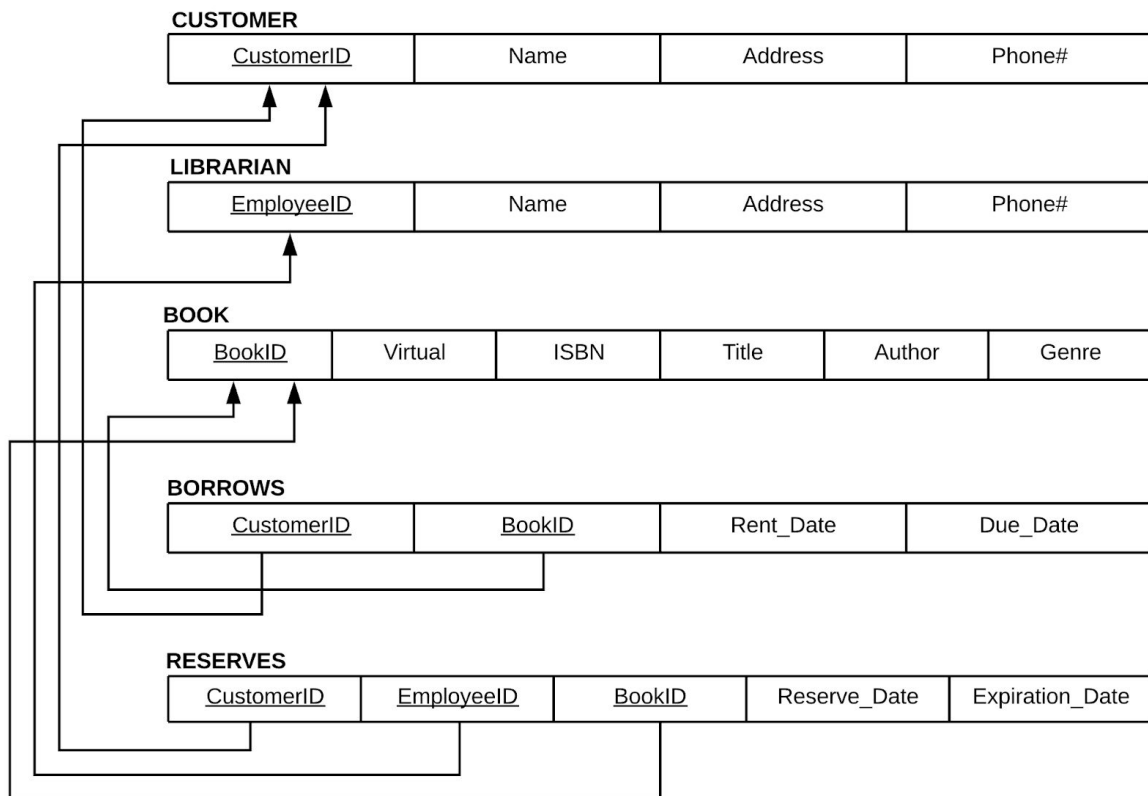 CUSTOMER
CustomerID Name Address Phone#
LIBRARIAN
EmployeeID Name Address Phone#
BOOK
BookID Virtual ISBN Title Author Genre
BORROWS
CustomerID BookID Rent_Date Due_Date
RESERVES
CustomerID EmployeeID BookID Reserve_Date Expiration_Date